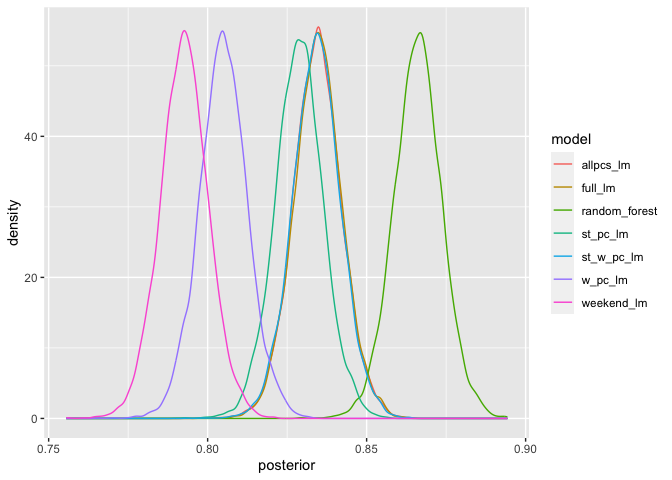 density
40
20
0
0.75
0.80
0.85
0.90
posterior
model
allpcs_lm
full_lm
random_forest
st_pc_lm
st_w_pc_lm
w_pc_lm
weekend_lm